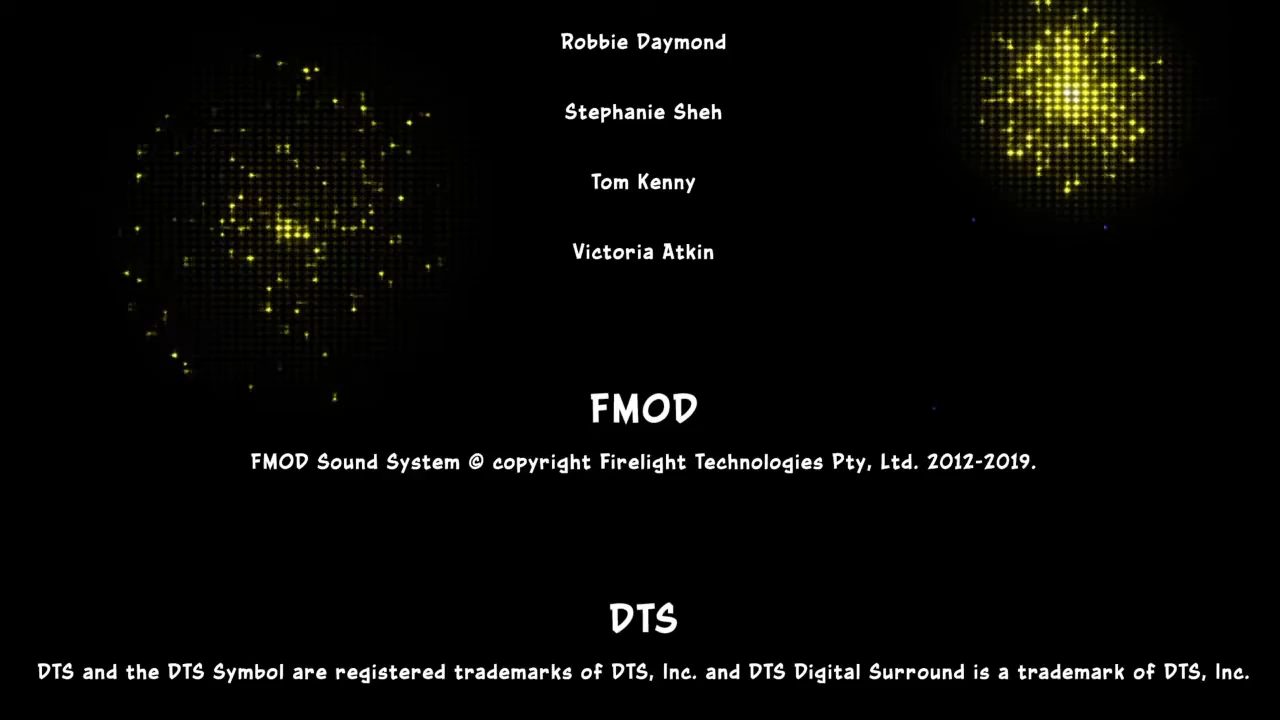 Robbie Daymond
Stephanie Sheh
Tom Kenny
Victoria Atkin
FMOD
FMOD Sound System © copyright Firelight Technologies Pty, Ltd. 2012-2019.
DTS
DTS and the DTS Symbol are registered trademarks of DTS, Inc. and DTS Digital Surround is a trademark of DTS, Inc.